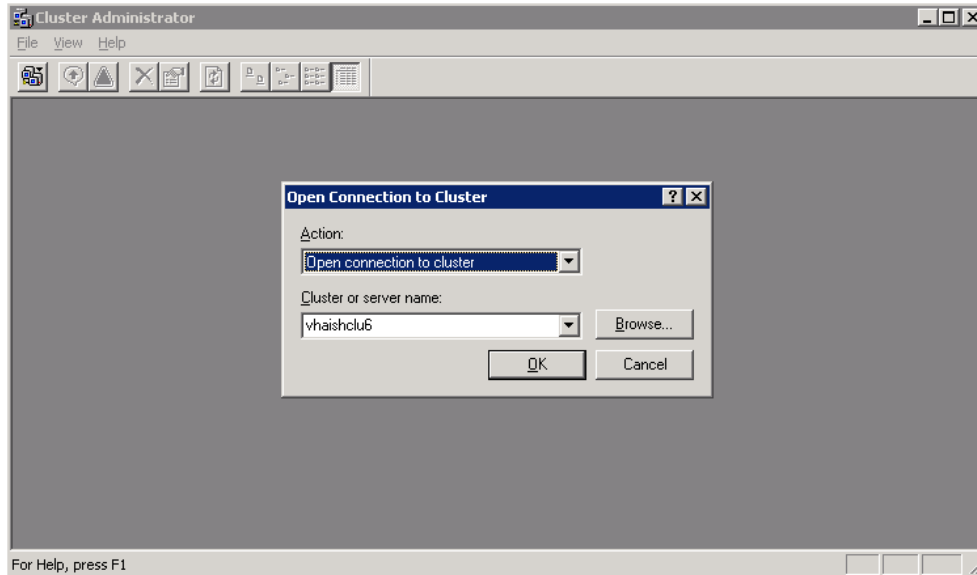 Cluster Administrator
File View Help
Open Connection to Cluster
Action:
Open connection to cluster
Cluster or server name:
vhaishclu6
Browse...
OK
Cancel
For Help, press F1